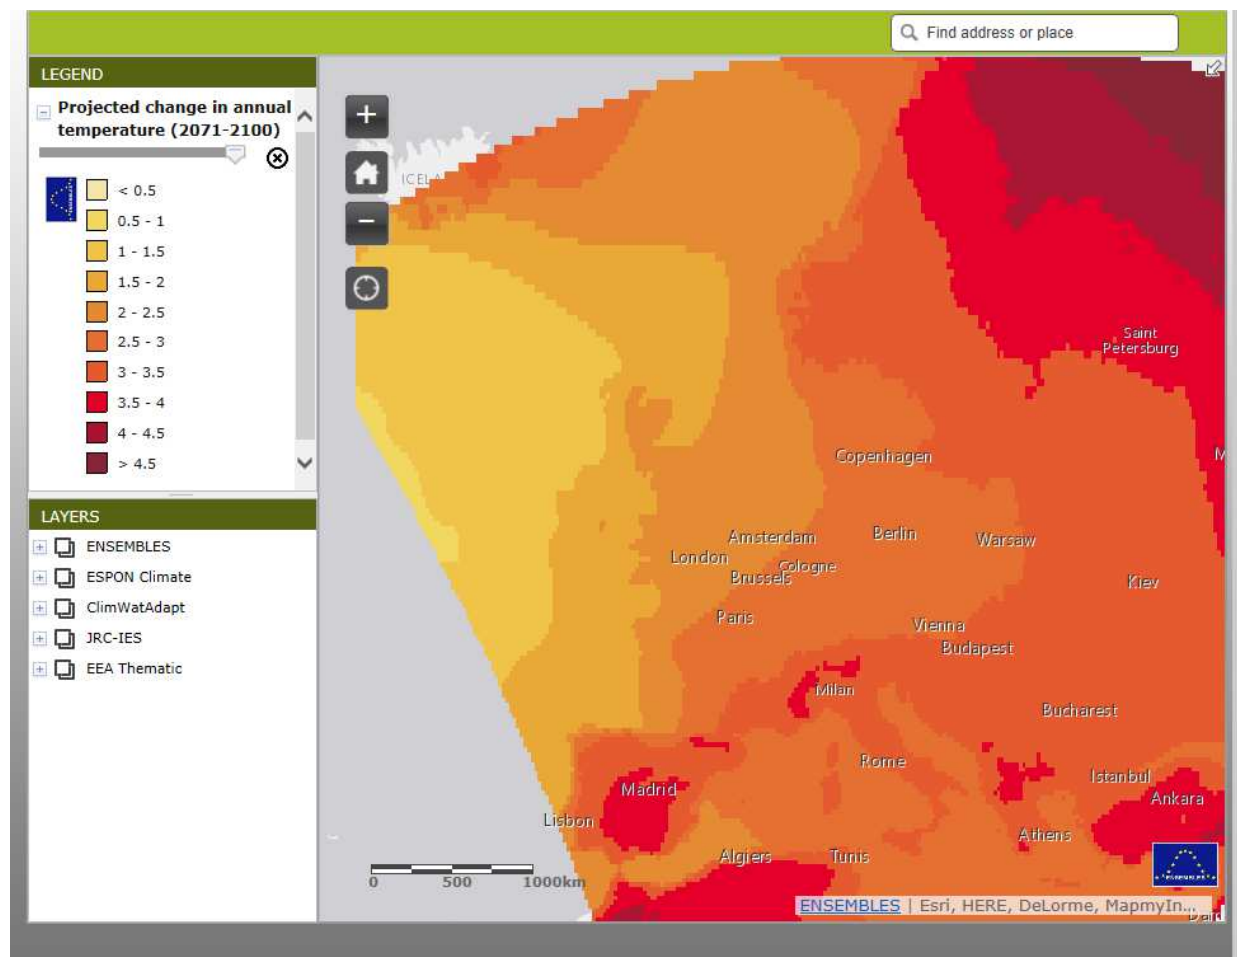 Find address or place
LEGEND
Projected change in annual
temperature (2071-2100)
< 0.5
0.5 - 1
1 - 1.5
1.5 - 2
2 - 2.5
2.5 - 3
3 - 3.5
3.5 - 4
4 - 4.5
> 4.5
LAYERS
ENSEMBLES
ESPON Climate
ClimWatAdapt
JRC-IES
EEA Thematic
ICELA
Saint
Petersburg
M
Copenhagen
Amsterdam
Berlin
Warsaw
London
Cologne
Brussels
Kiev
Paris
Vienna
Budapest
Milan
Bucharest
Rome
Istanbul
Madrid
Ankara
Lisbon
Athens
Algiers
Tunis
0 500 1000km
ENSEMBLES
ENSEMBLES | Esri, HERE, DeLorme, MapmyIn...